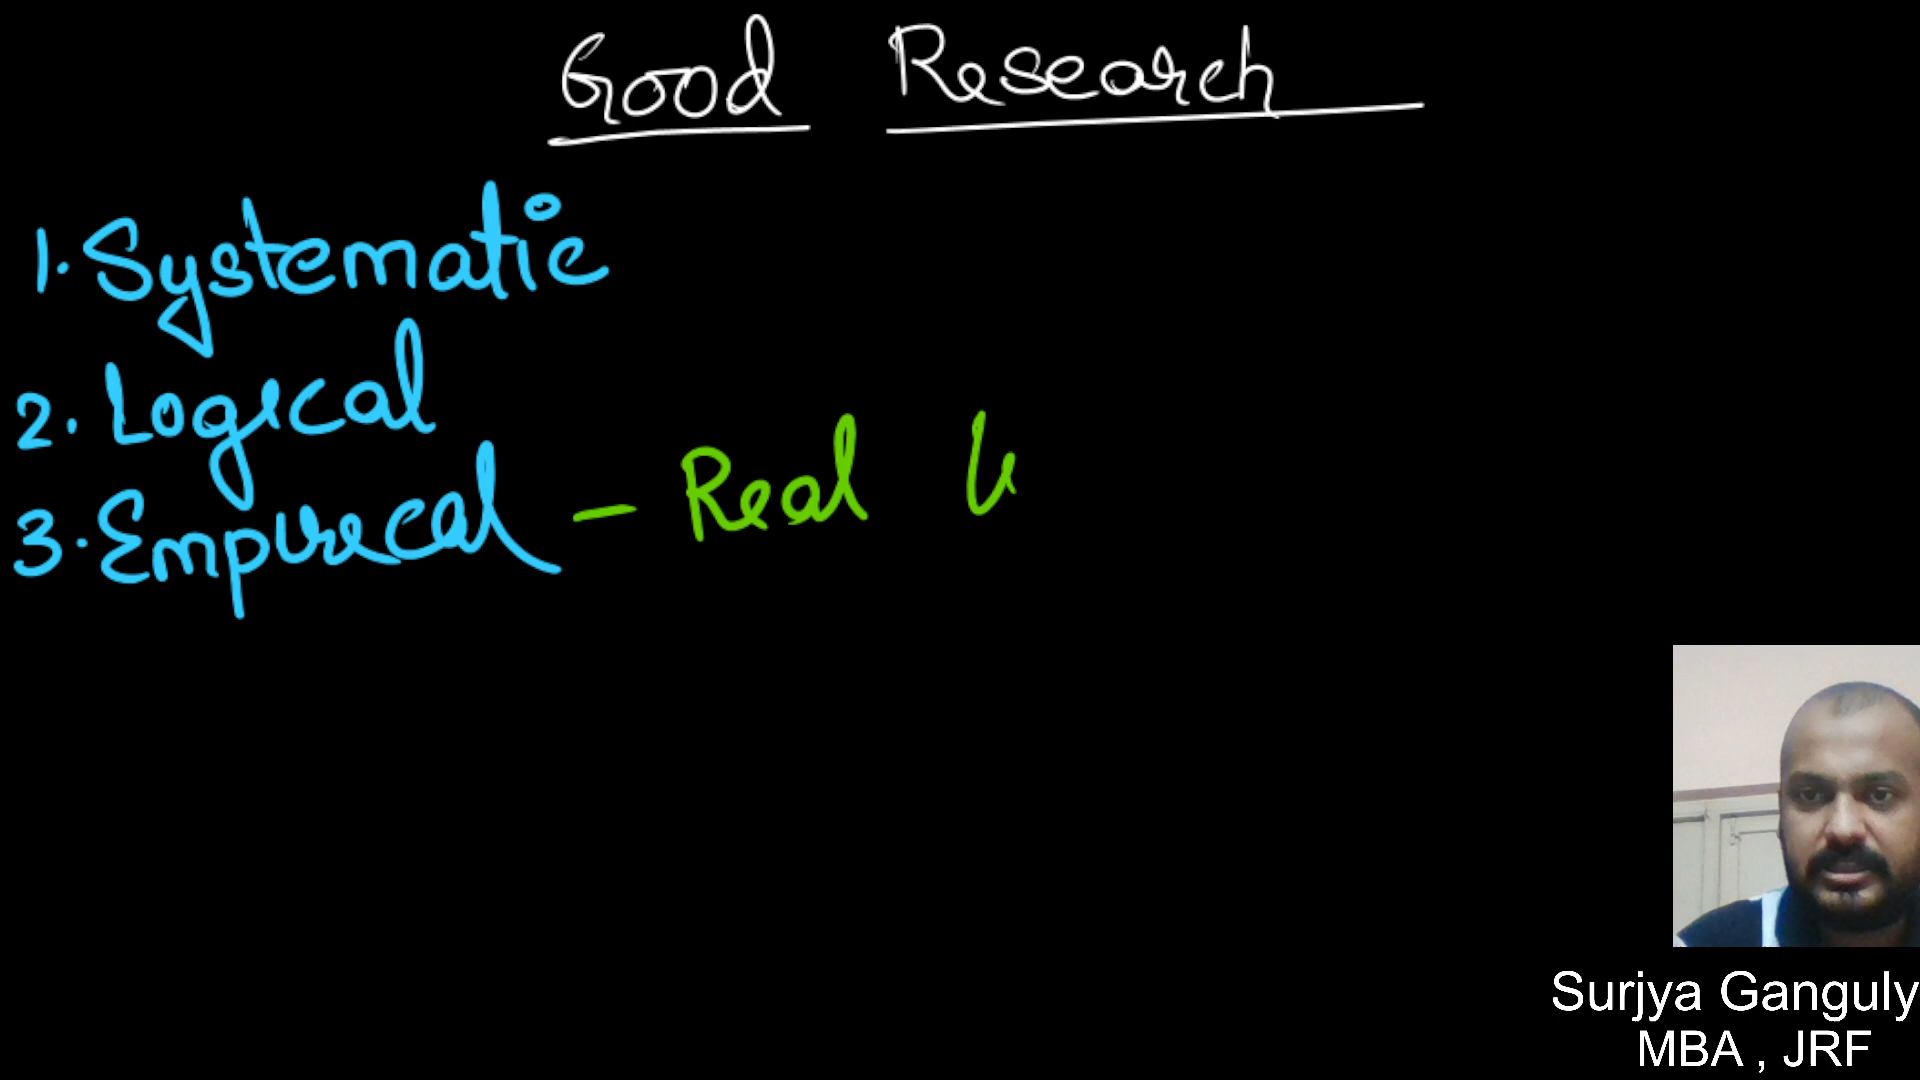 Good Research
1. Systematic
2. Logical
3. Empirical - Real
Surjya Ganguly
MBA , JRF